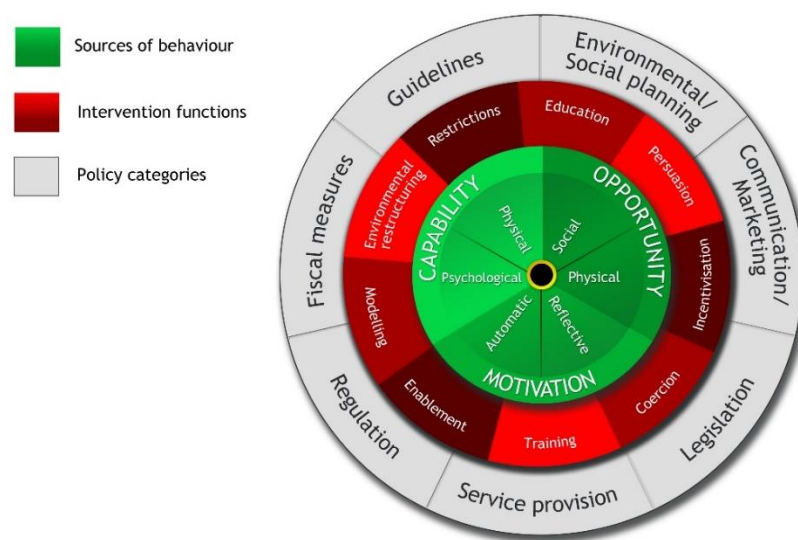 Sources of behaviour
Intervention functions
Policy categories
Guidelines
Environmental/
Social planning
Communication/
Marketing
Legislation
Service provision
Regulation
Fiscal measures
Restrictions
Education
Persuasion
Incentivisation
Coercion
Training
Enablement
Modelling
Environmental
restructuring
CAPABILITY
OPPORTUNITY
MOTIVATION
Physical
Social
Physical
Reflective
Automatic
Psychological